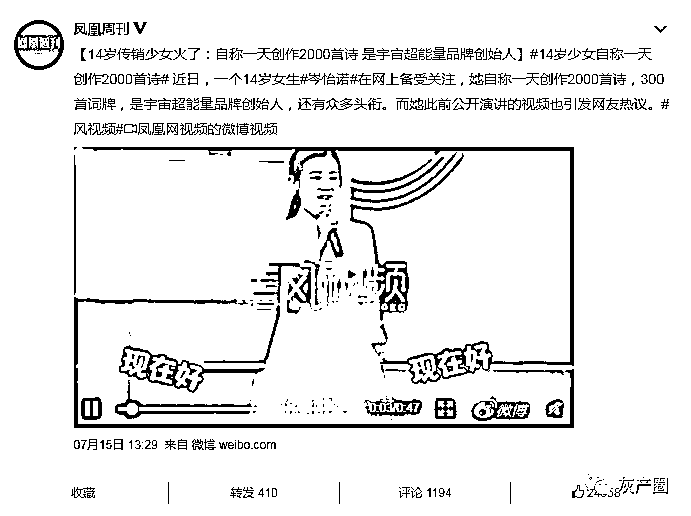 凤凰周刊 V
【14岁传销少女火了：自称一天创作2000首诗 是宇宙超能量品牌创始人】#14岁少女自称一天
创作2000首诗# 近日，一个14岁女生#岑怡诺#在网上备受关注，她自称一天创作2000首诗，300
首词牌，是宇宙超能量品牌创始人，还有众多头衔。而她此前公开演讲的视频也引发网友热议。#
风视频#凤凰网视频的微博视频
风视频
现在好
现在好
0:03/0:47
微博
07月15日 13:29 来自 微博 weibo.com
收藏
转发 410
评论 1194
灰产圈